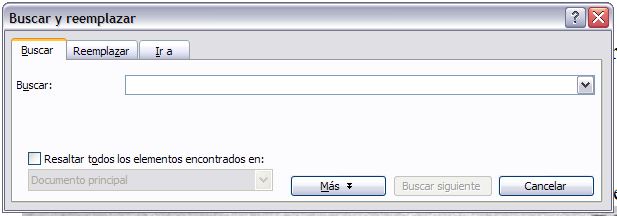 Buscar y reemplazar
Buscar Reemplazar Ir a
Buscar:
Resaltar todos los elementos encontrados en:
Documento principal
Más Buscar siguiente Cancelar